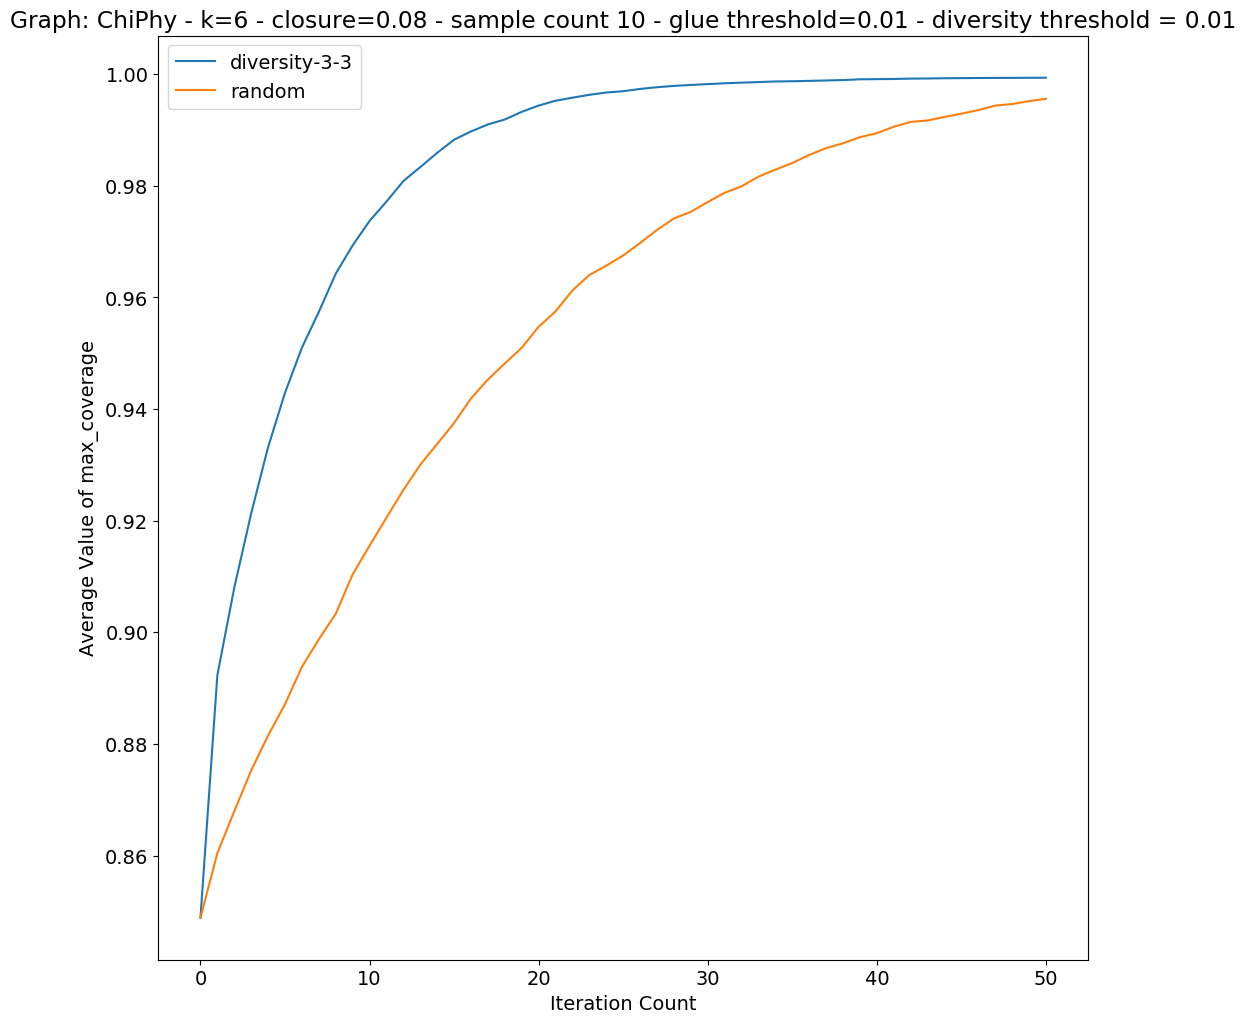 Graph: ChiPhy - k=6 - closure=0.08 - sample count 10 - glue threshold=0.01 - diversity threshold = 0.01
diversity-3-3
random
1.00
0.98
0.96
0.94
0.92
0.90
0.88
0.86
Average Value of max_coverage
0 10 20 30 40 50
Iteration Count